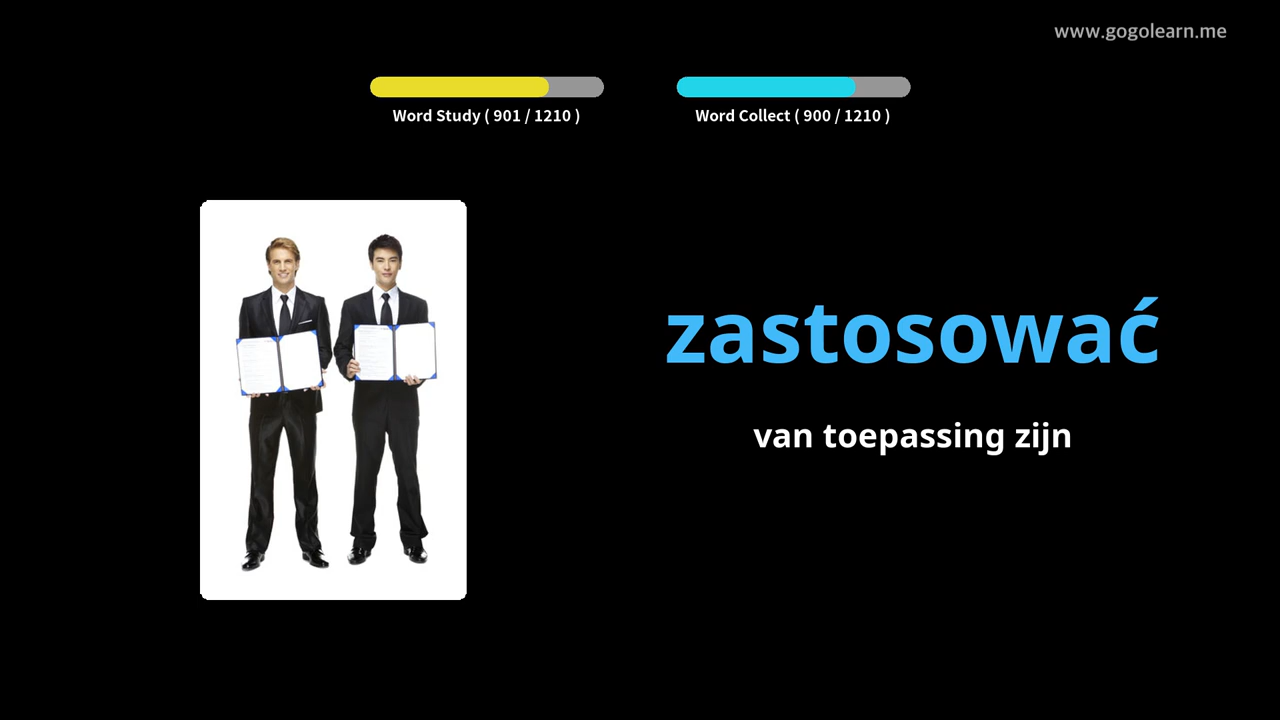 www.gogolearn.me
Word Study ( 901 / 1210 )
Word Collect ( 900 / 1210 )
zastosować
van toepassing zijn